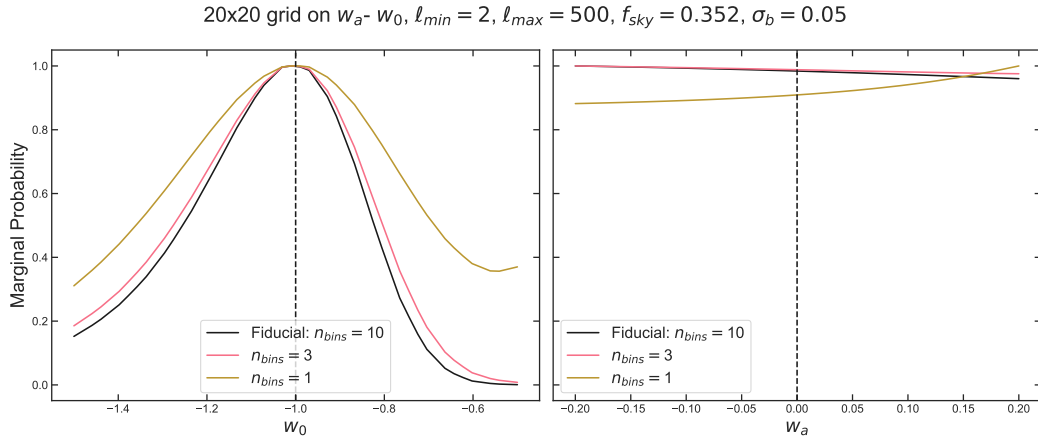 20x20 grid on $w_a$- $w_0$, $\ell_{min} = 2$, $\ell_{max} = 500$, $f_{sky} = 0.352$, $\sigma_b = 0.05$
Marginal Probability
1.0
0.8
0.6
0.4
0.2
0.0
Fiducial: $n_{bins} = 10$
$n_{bins} = 3$
$n_{bins} = 1$
−1.4
−1.2
−1.0
−0.8
−0.6
$w_0$
Fiducial: $n_{bins} = 10$
$n_{bins} = 3$
$n_{bins} = 1$
−0.20
−0.15
−0.10
−0.05
0.00
0.05
0.10
0.15
0.20
$w_a$